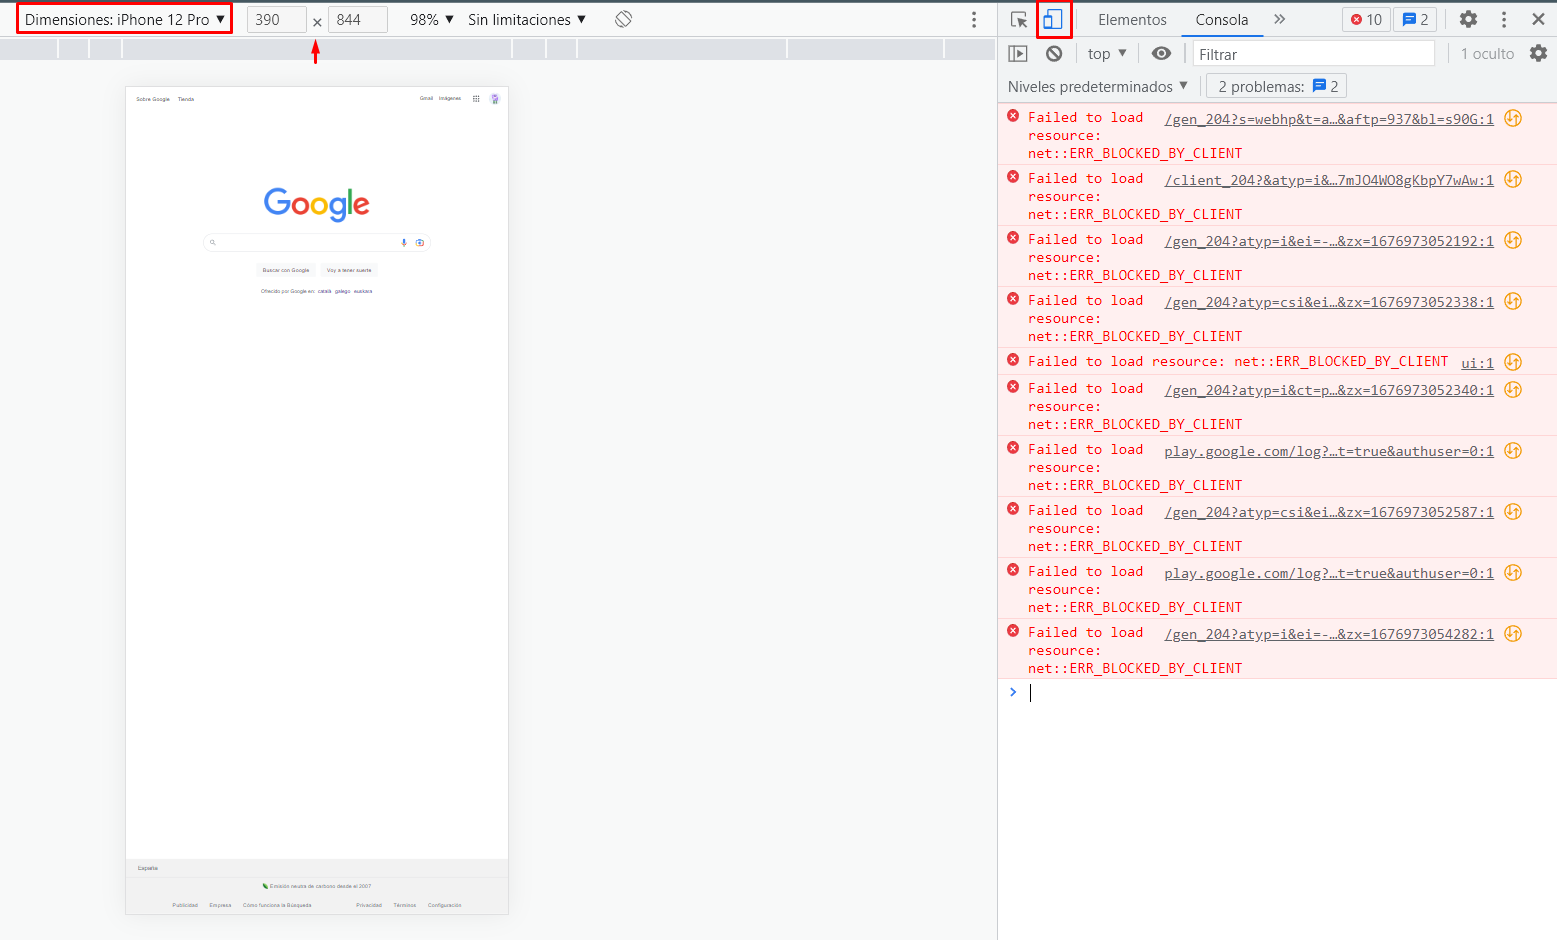 Dimensiones: iPhone 12 Pro ▼ 390 × 844 98% ▼ Sin limitaciones ▼
Sobre Google Tienda Gmail Imágenes
Google
Buscar con Google Voy a tener suerte
Ofrecido por Google en: català galego euskara
España
Emisión neutra de carbono desde el 2007
Publicidad Empresa Cómo funciona la Búsqueda Privacidad Términos Configuración
Elementos Consola » 10 2
top ▼ Filtrar 1 oculto
Niveles predeterminados ▼ 2 problemas: 2
Failed to load /gen_204?s=webhp&t=a…&aftp=937&bl=s90G:1
resource:
net::ERR_BLOCKED_BY_CLIENT
Failed to load /client_204?&atyp=i&…7mJO4WO8gKbpY7wAw:1
resource:
net::ERR_BLOCKED_BY_CLIENT
Failed to load /gen_204?atyp=i&ei=-…&zx=1676973052192:1
resource:
net::ERR_BLOCKED_BY_CLIENT
Failed to load /gen_204?atyp=csi&ei…&zx=1676973052338:1
resource:
net::ERR_BLOCKED_BY_CLIENT
Failed to load resource: net::ERR_BLOCKED_BY_CLIENT ui:1
Failed to load /gen_204?atyp=i&ct=p…&zx=1676973052340:1
resource:
net::ERR_BLOCKED_BY_CLIENT
Failed to load play.google.com/log?…t=true&authuser=0:1
resource:
net::ERR_BLOCKED_BY_CLIENT
Failed to load /gen_204?atyp=csi&ei…&zx=1676973052587:1
resource:
net::ERR_BLOCKED_BY_CLIENT
Failed to load play.google.com/log?…t=true&authuser=0:1
resource:
net::ERR_BLOCKED_BY_CLIENT
Failed to load /gen_204?atyp=i&ei=-…&zx=1676973054282:1
resource:
net::ERR_BLOCKED_BY_CLIENT